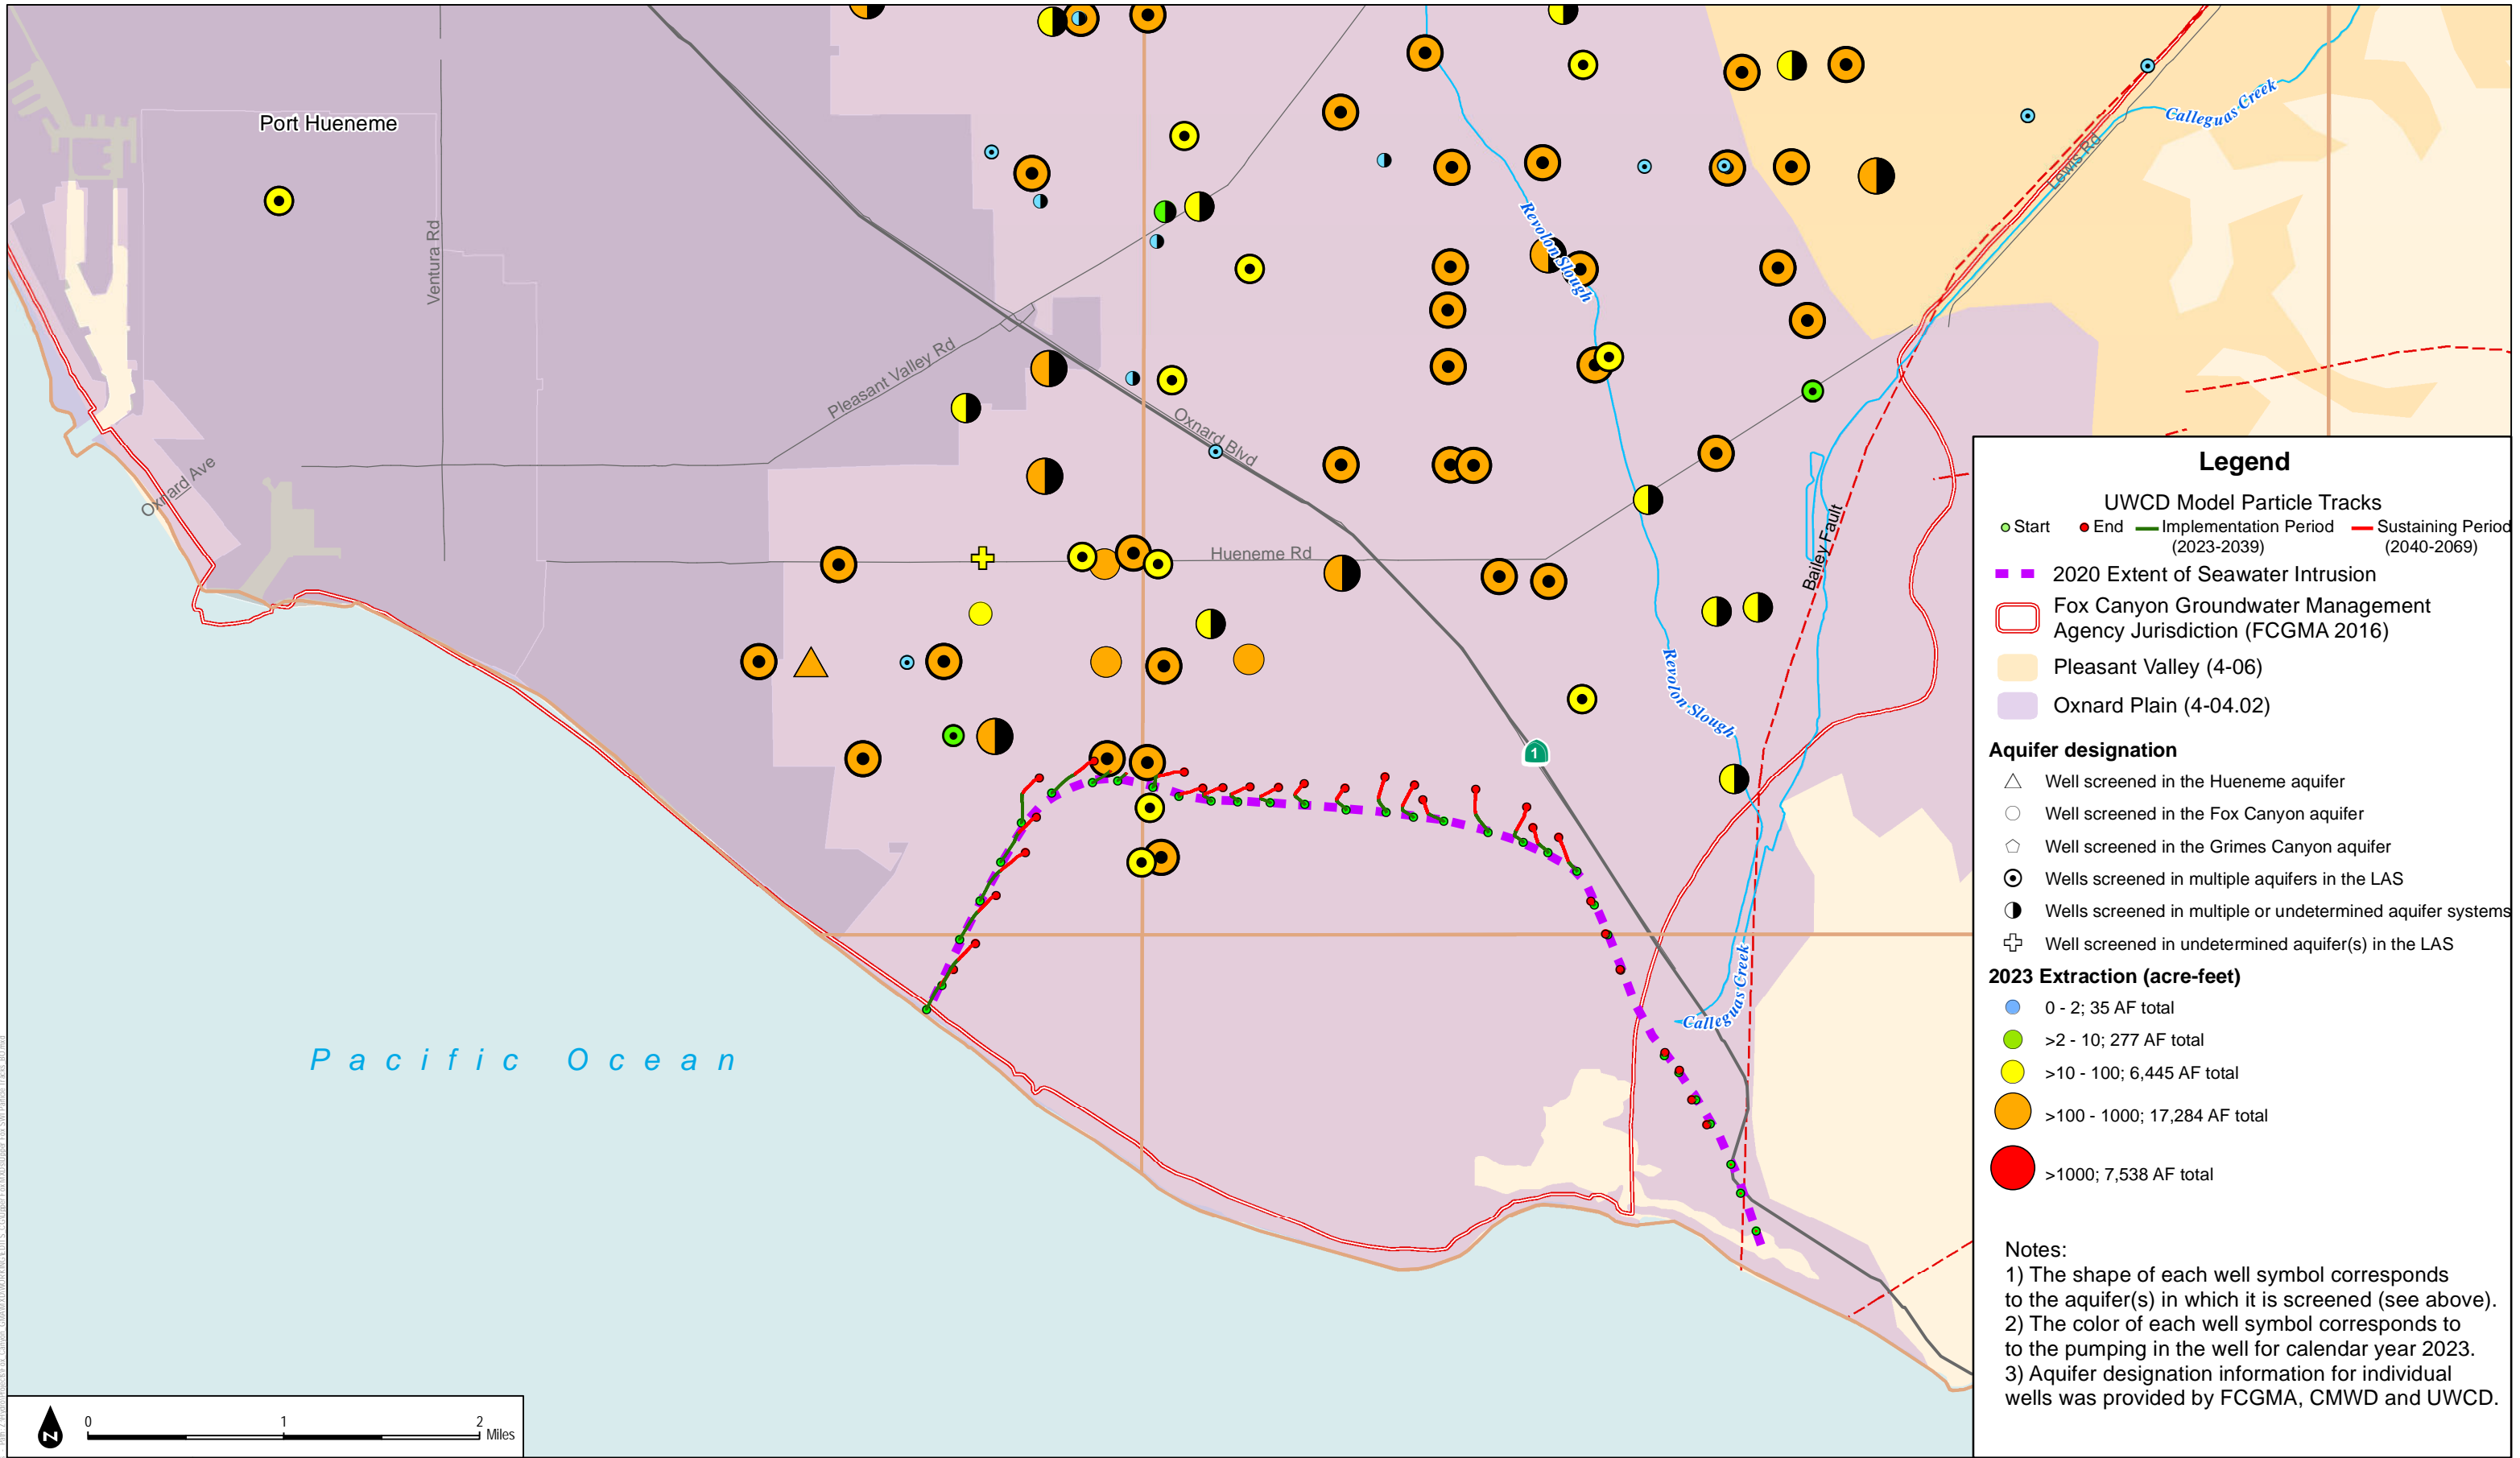 Port Hueneme
Ventura Rd
Oxnard Ave
Pleasant Valley Rd
Oxnard Blvd
Hueneme Rd
Revolon Slough
Revolon Slough
Calleguas Creek
Lewis Rd
Bailey Fault
1
Calleguas Creek
Pacific Ocean
N
0 1 2
Miles
Legend
UWCD Model Particle Tracks
Start End Implementation Period Sustaining Period
(2023-2039) (2040-2069)
2020 Extent of Seawater Intrusion
Fox Canyon Groundwater Management
Agency Jurisdiction (FCGMA 2016)
Pleasant Valley (4-06)
Oxnard Plain (4-04.02)
Aquifer designation
Well screened in the Hueneme aquifer
Well screened in the Fox Canyon aquifer
Well screened in the Grimes Canyon aquifer
Wells screened in multiple aquifers in the LAS
Wells screened in multiple or undetermined aquifer systems
Well screened in undetermined aquifer(s) in the LAS
2023 Extraction (acre-feet)
0 - 2; 35 AF total
>2 - 10; 277 AF total
>10 - 100; 6,445 AF total
>100 - 1000; 17,284 AF total
>1000; 7,538 AF total
Notes:
1) The shape of each well symbol corresponds
to the aquifer(s) in which it is screened (see above).
2) The color of each well symbol corresponds to
to the pumping in the well for calendar year 2023.
3) Aquifer designation information for individual
wells was provided by FCGMA, CMWD and UWCD.